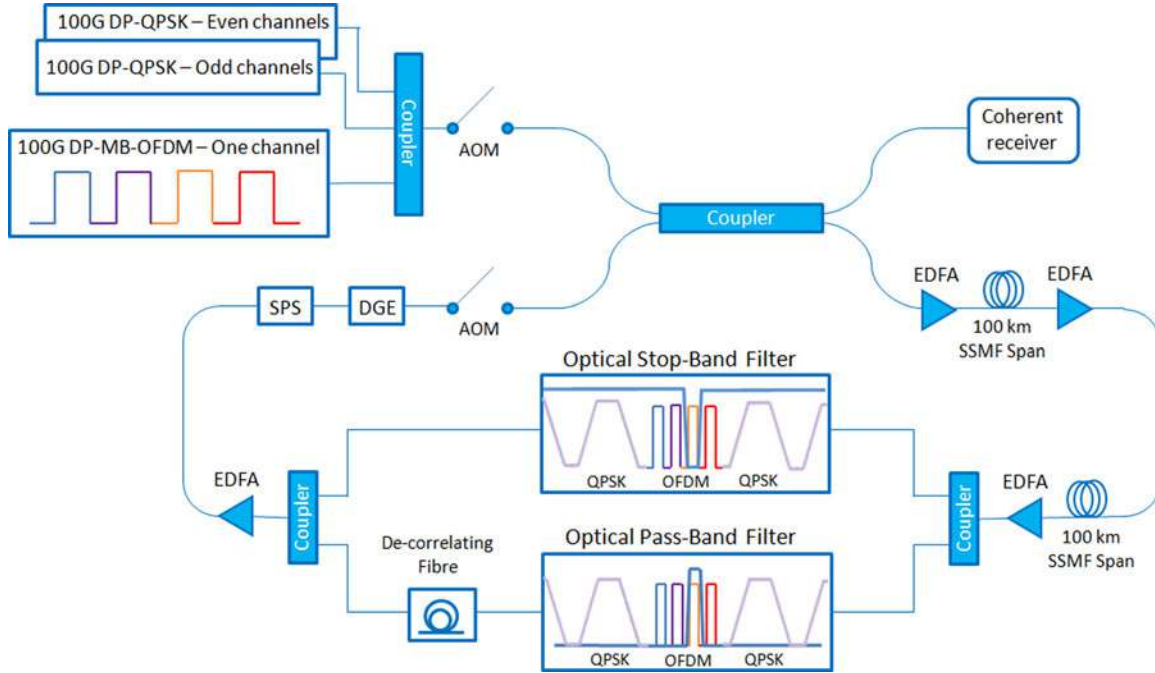 100G DP-QPSK – Even channels
100G DP-QPSK – Odd channels
100G DP-MB-OFDM – One channel
Coupler
AOM
Coherent
receiver
Coupler
EDFA
EDFA
100 km
SSMF Span
SPS
DGE
AOM
Optical Stop-Band Filter
QPSK
OFDM
QPSK
EDFA
Coupler
De-correlating
Fibre
Optical Pass-Band Filter
QPSK
OFDM
QPSK
Coupler
EDFA
100 km
SSMF Span